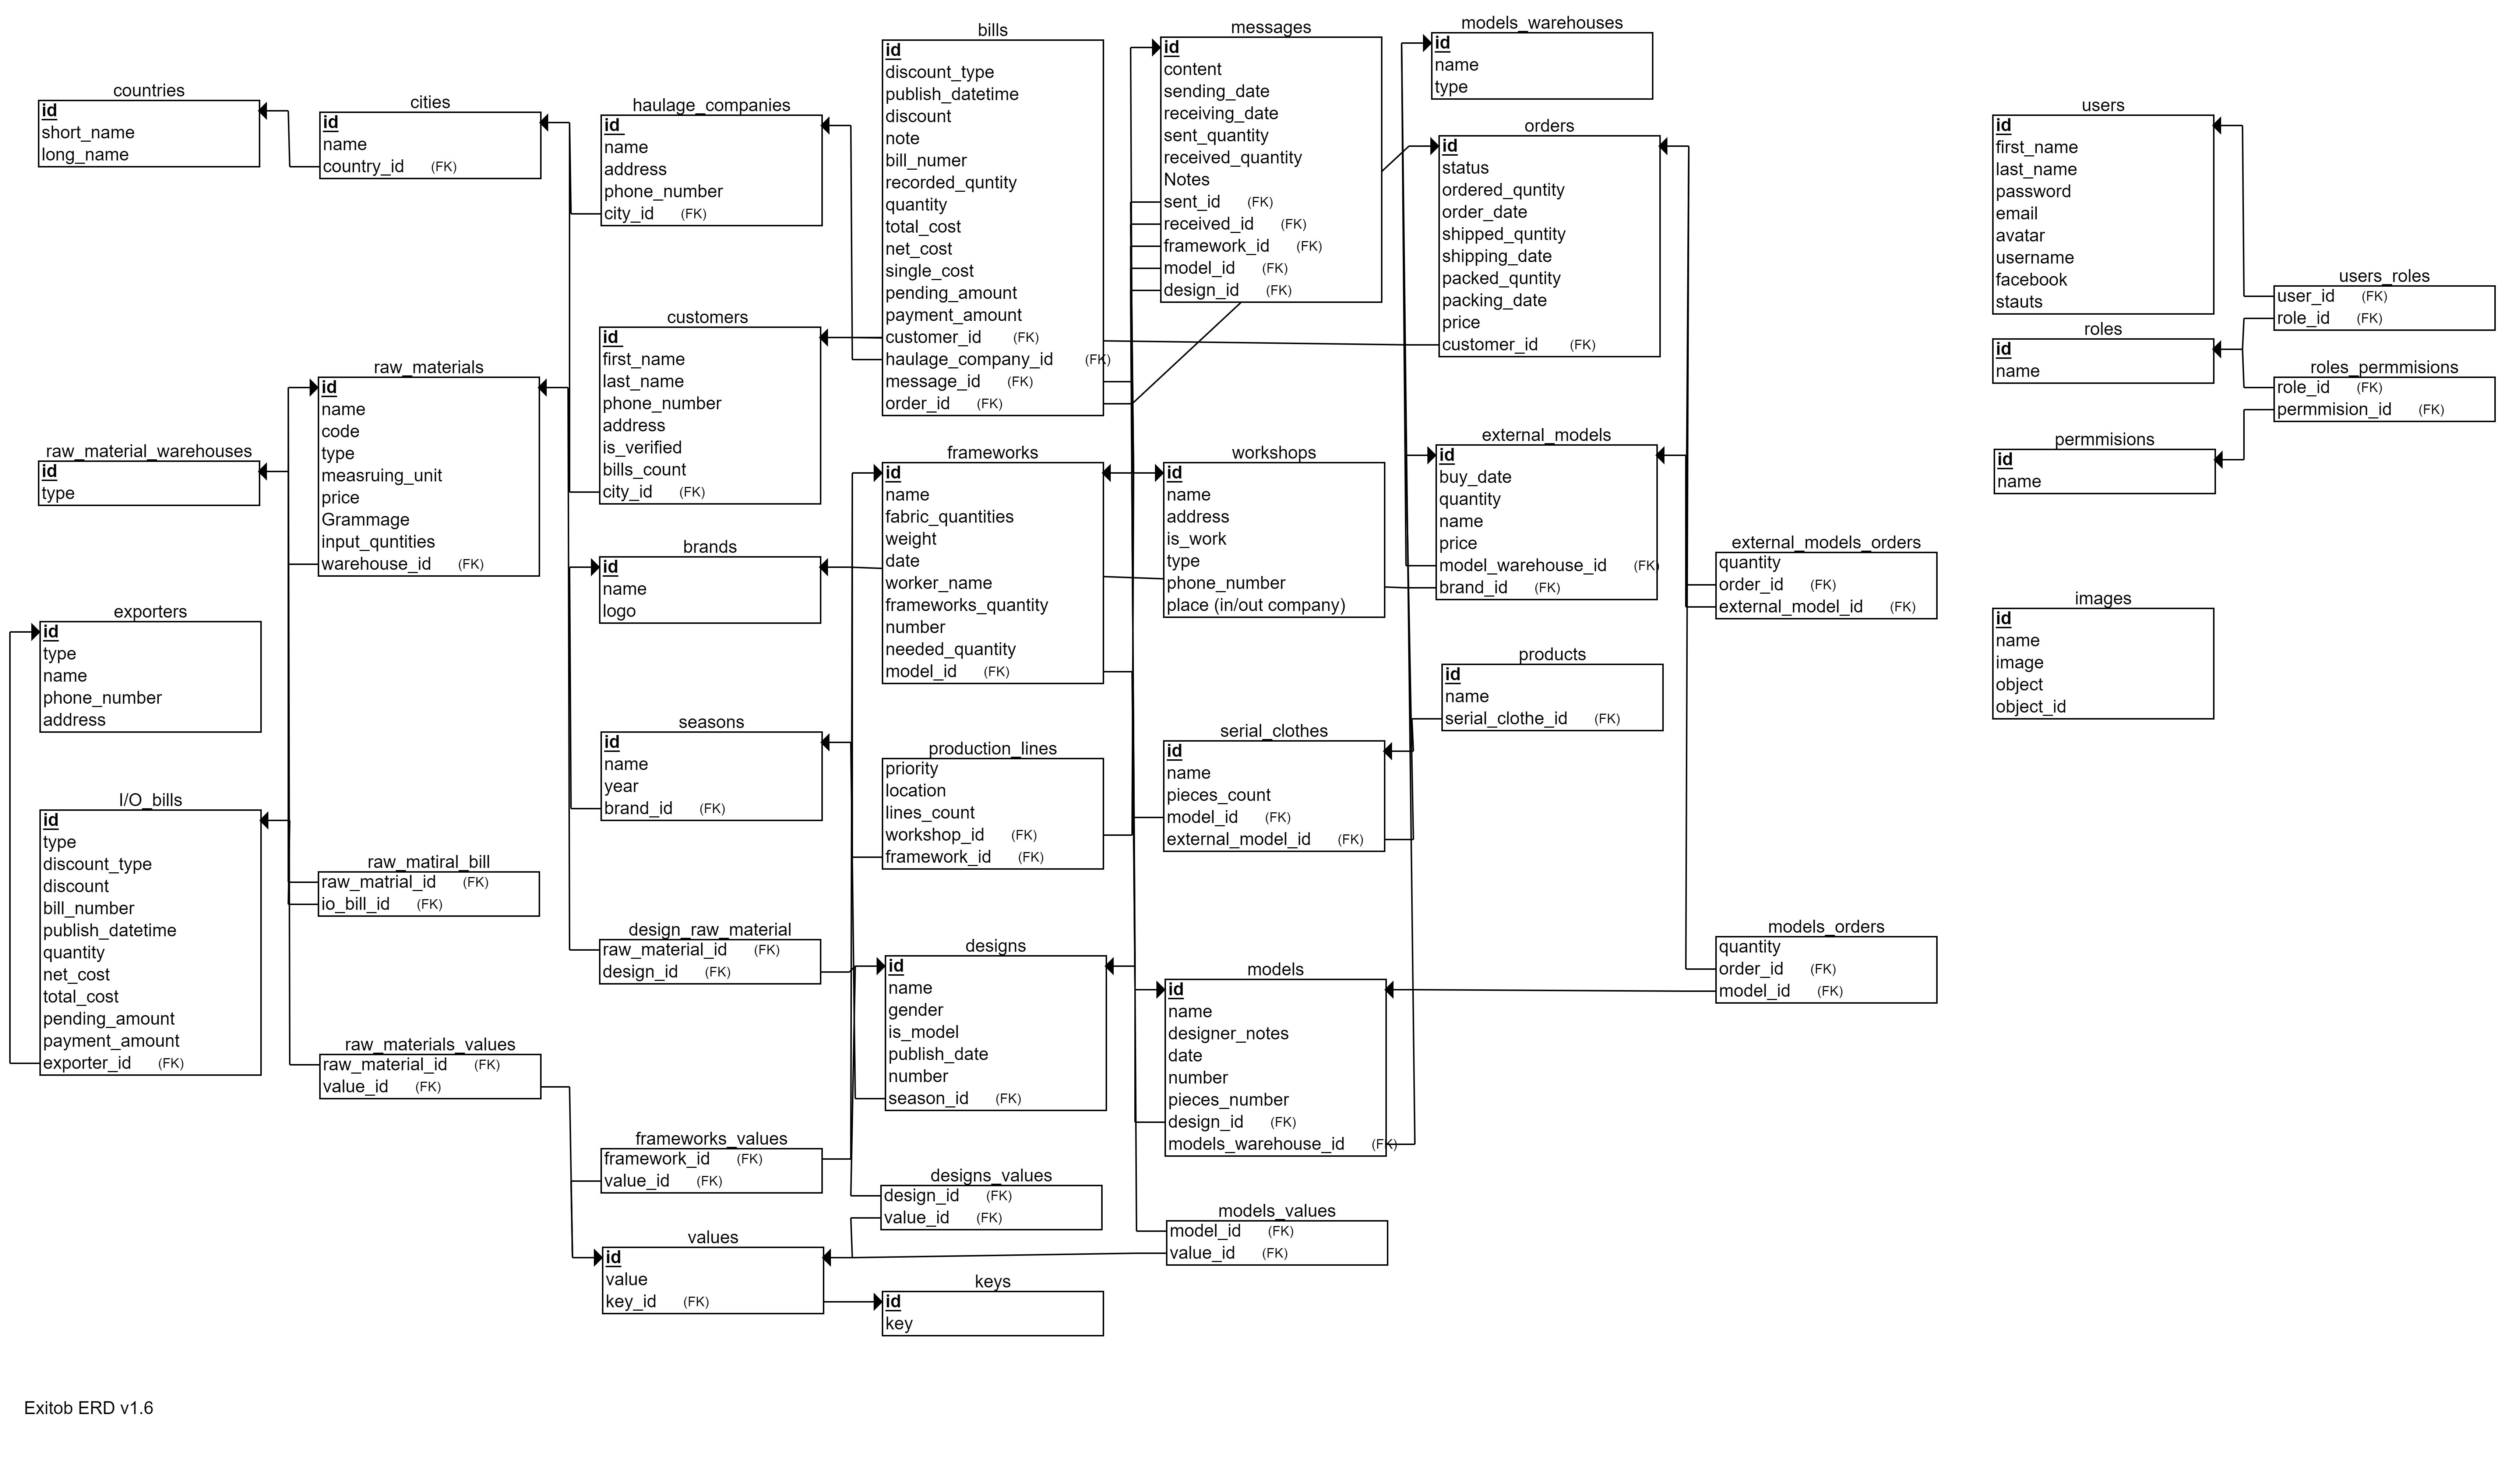 countries
id
short_name
long_name
cities
id
name
country_id (FK)
haulage_companies
id
name
address
phone_number
city_id (FK)
bills
id
discount_type
publish_datetime
discount
note
bill_numer
recorded_quntity
quantity
total_cost
net_cost
single_cost
pending_amount
payment_amount
customer_id (FK)
haulage_company_id (FK)
message_id (FK)
order_id (FK)
messages
id
content
sending_date
receiving_date
sent_quantity
received_quantity
Notes
sent_id (FK)
received_id (FK)
framework_id (FK)
model_id (FK)
design_id (FK)
models_warehouses
id
name
type
orders
id
status
ordered_quntity
order_date
shipped_quntity
shipping_date
packed_quntity
packing_date
price
customer_id (FK)
users
id
first_name
last_name
password
email
avatar
username
facebook
stauts
users_roles
user_id (FK)
role_id (FK)
roles
id
name
roles_permmisions
role_id (FK)
permmision_id (FK)
permmisions
id
name
customers
id
first_name
last_name
phone_number
address
is_verified
bills_count
city_id (FK)
raw_materials
id
name
code
type
measruing_unit
price
Grammage
input_quntities
warehouse_id (FK)
raw_material_warehouses
id
type
brands
id
name
logo
frameworks
id
name
fabric_quantities
weight
date
worker_name
frameworks_quantity
number
needed_quantity
model_id (FK)
workshops
id
name
address
is_work
type
phone_number
place (in/out company)
external_models
id
buy_date
quantity
name
price
model_warehouse_id (FK)
brand_id (FK)
external_models_orders
quantity
order_id (FK)
external_model_id (FK)
images
id
name
image
object
object_id
exporters
id
type
name
phone_number
address
products
id
name
serial_clothe_id (FK)
seasons
id
name
year
brand_id (FK)
production_lines
priority
location
lines_count
workshop_id (FK)
framework_id (FK)
serial_clothes
id
name
pieces_count
model_id (FK)
external_model_id (FK)
I/O_bills
id
type
discount_type
discount
bill_number
publish_datetime
quantity
net_cost
total_cost
pending_amount
payment_amount
exporter_id (FK)
raw_matiral_bill
raw_matrial_id (FK)
io_bill_id (FK)
design_raw_material
raw_material_id (FK)
design_id (FK)
designs
id
name
gender
is_model
publish_date
number
season_id (FK)
models
id
name
designer_notes
date
number
pieces_number
design_id (FK)
models_warehouse_id (FK)
models_orders
quantity
order_id (FK)
model_id (FK)
raw_materials_values
raw_material_id (FK)
value_id (FK)
frameworks_values
framework_id (FK)
value_id (FK)
designs_values
design_id (FK)
value_id (FK)
models_values
model_id (FK)
value_id (FK)
values
id
value
key_id (FK)
keys
id
key
Exitob ERD v1.6